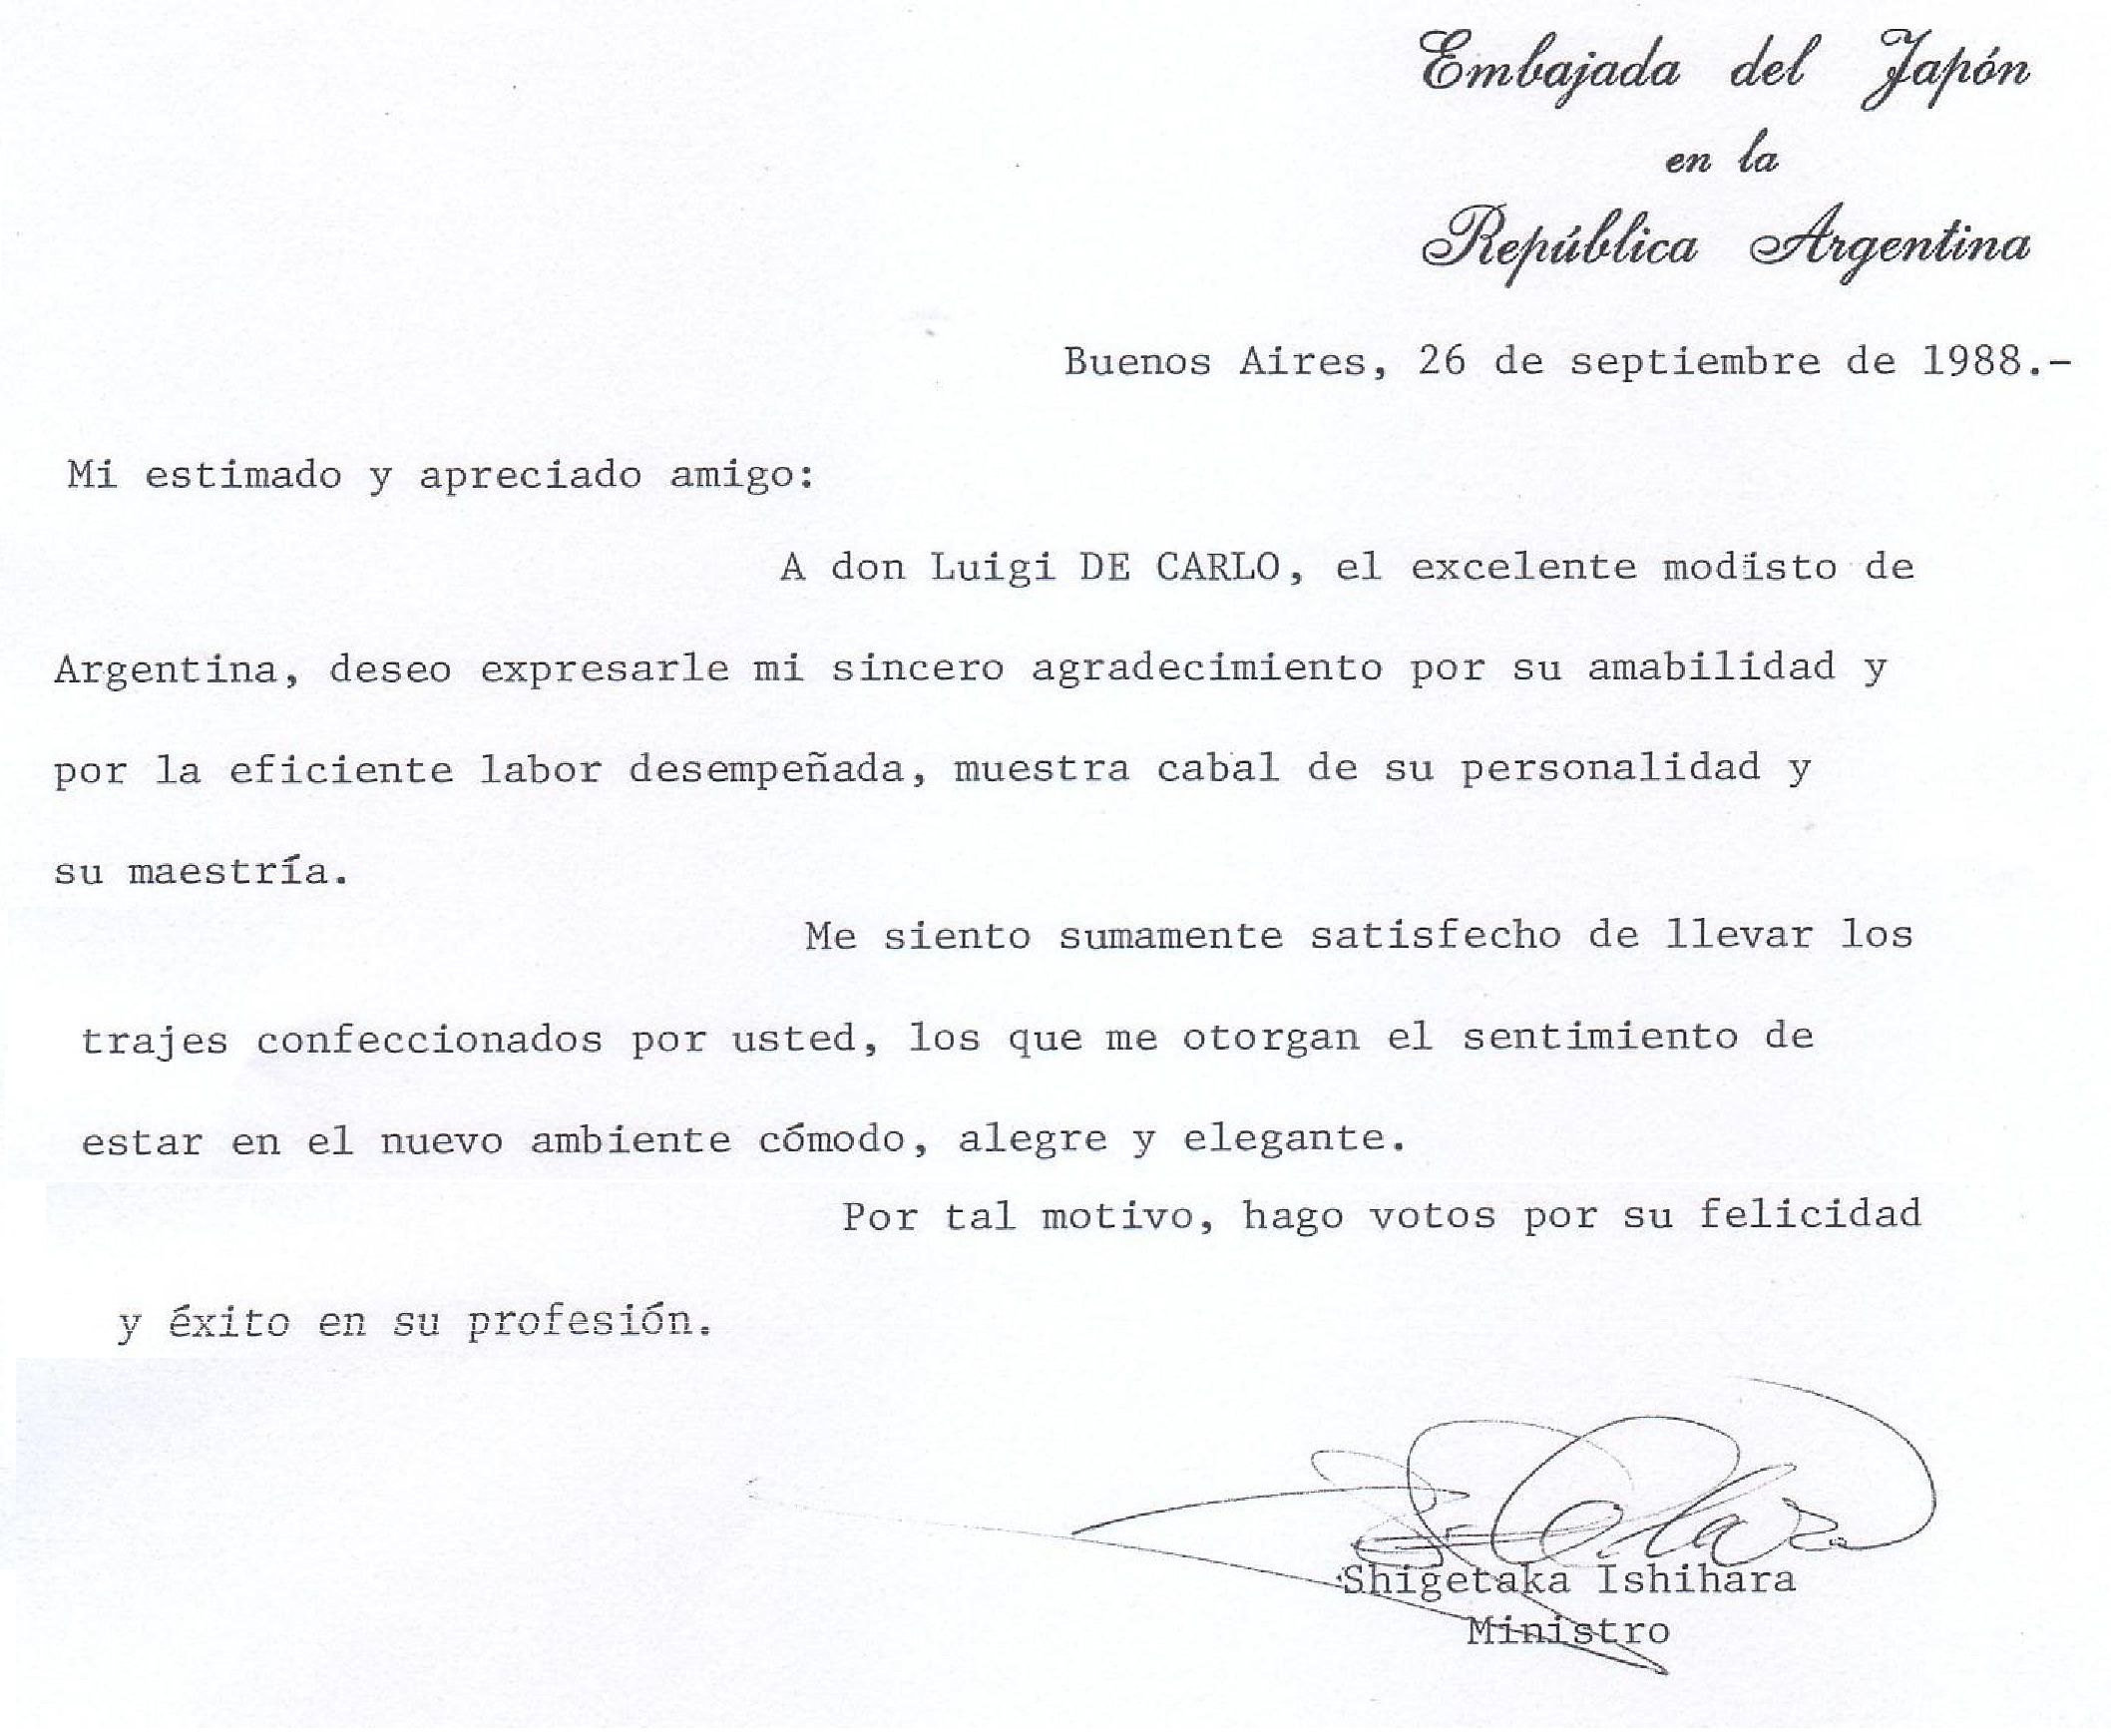 Embajada del Japón
en la
República Argentina
Buenos Aires, 26 de septiembre de 1988.-
Mi estimado y apreciado amigo:
A don Luigi DE CARLO, el excelente modisto de
Argentina, deseo expresarle mi sincero agradecimiento por su amabilidad y
por la eficiente labor desempeñada, muestra cabal de su personalidad y
su maestría.
Me siento sumamente satisfecho de llevar los
trajes confeccionados por usted, los que me otorgan el sentimiento de
estar en el nuevo ambiente cómodo, alegre y elegante.
Por tal motivo, hago votos por su felicidad
y éxito en su profesión.
Shigetaka Ishihara
Ministro